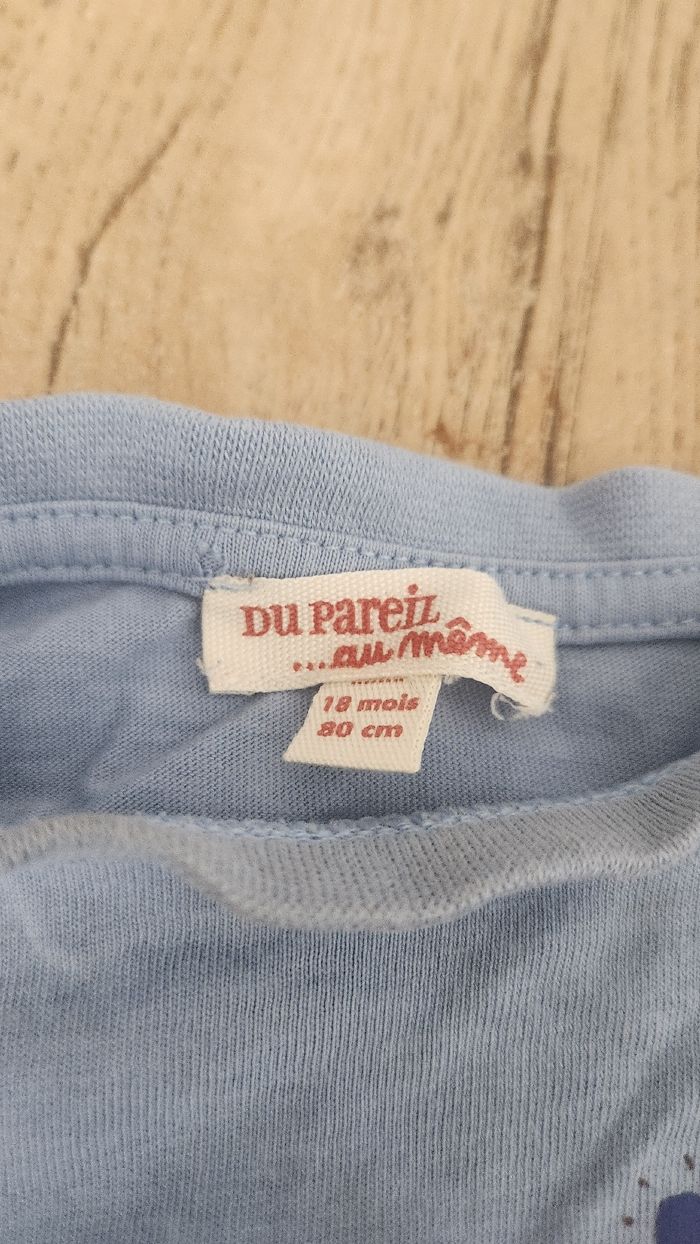 DU PAREIL
...au même
18 mois
80 cm